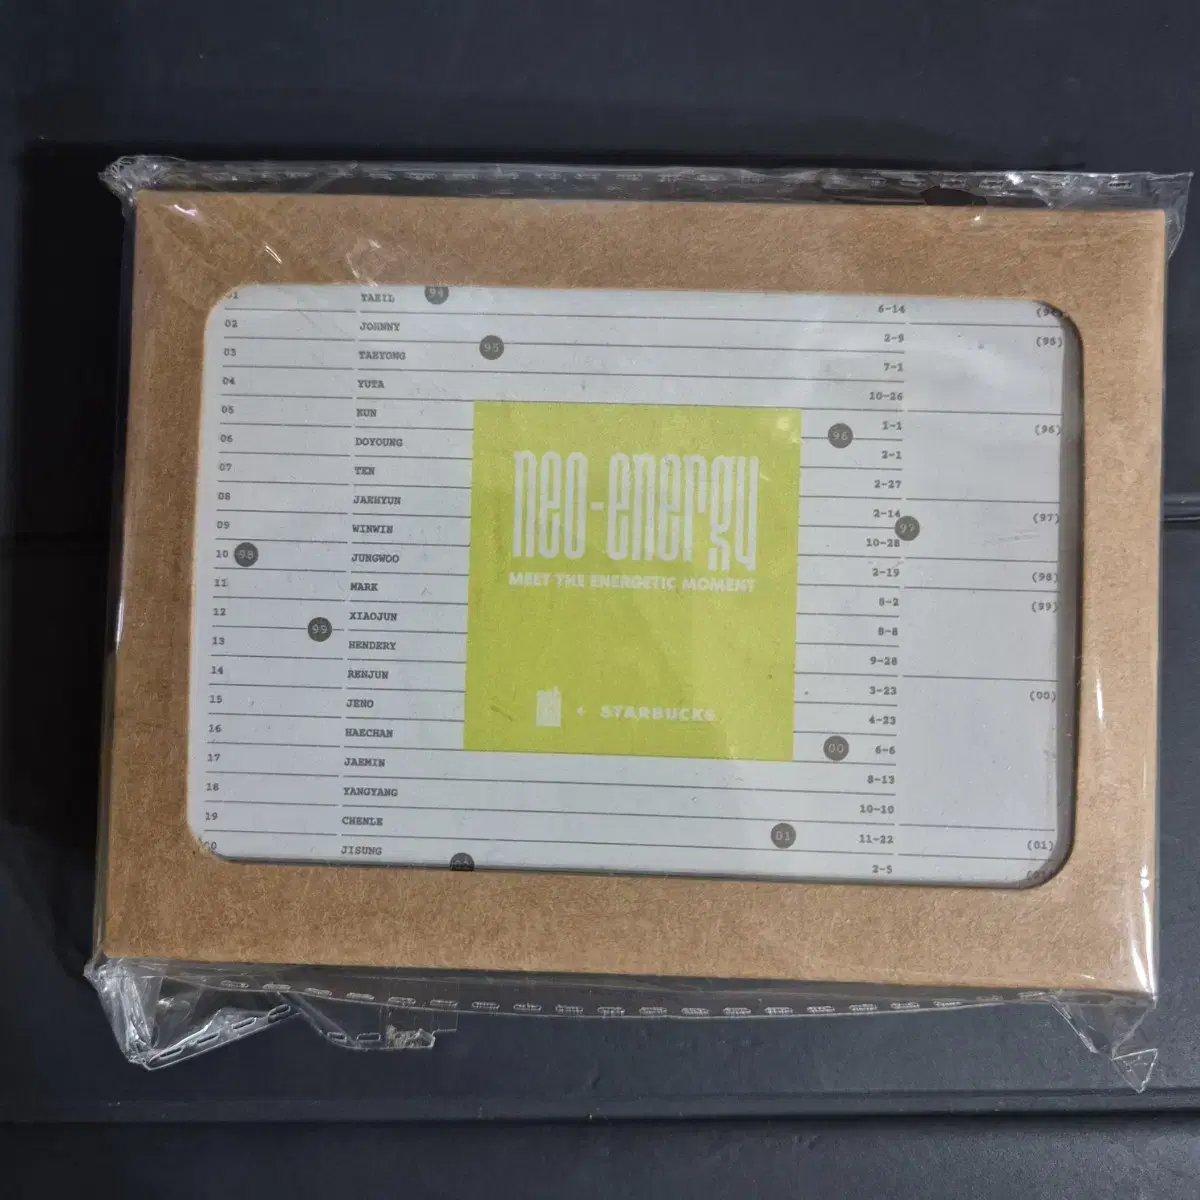 01 TAEIL 94 6-14 (94)
02 JOHNNY 2-9 (95)
03 TAEYONG 95 7-1
04 YUTA 10-26
05 KUN 1-1 (96)
06 DOYOUNG 96 2-1
07 TEN 2-27
08 JAEHYUN 2-14 (97)
09 WINWIN 97 10-28
10 98 JUNGWOO 2-19 (98)
11 MARK 8-2 (99)
12 XIAOJUN 8-8
13 99 HENDERY 9-28
14 RENJUN 3-23 (00)
15 JENO 4-23
16 HAECHAN 00 6-6
17 JAEMIN 8-13
18 YANGYANG 10-10
19 CHENLE 01 11-22 (01)
JISUNG 2-5
neo-energy
MEET THE ENERGETIC MOMENT
STARBUCKS